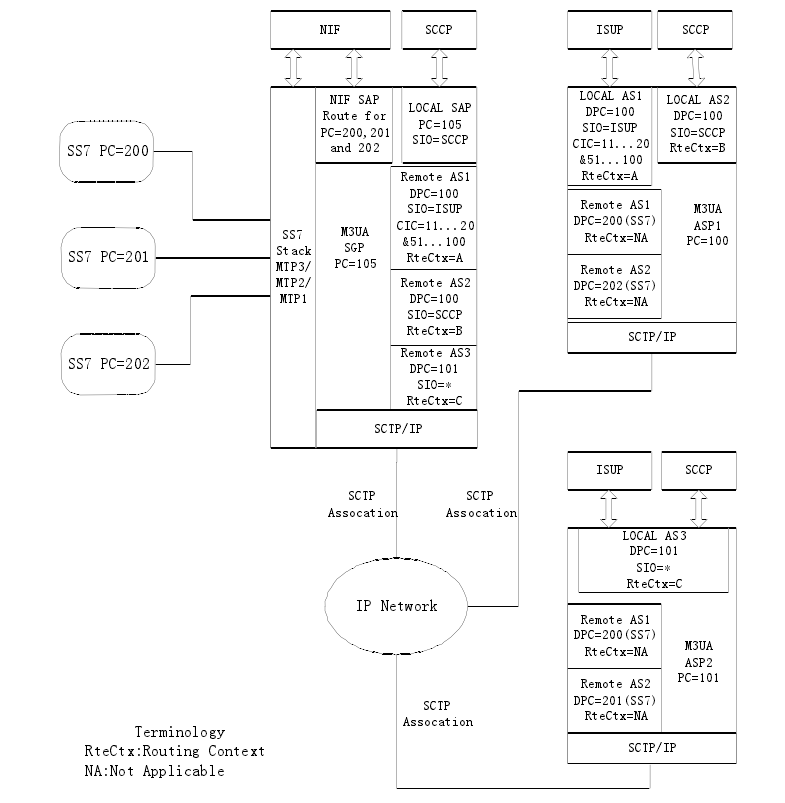 NIF
SCCP
NIF SAP
Route for
PC=200,201
and 202
LOCAL SAP
PC=105
SIO=SCCP
SS7 PC=200
SS7 PC=201
SS7 PC=202
SS7
Stack
MTP3/
MTP2/
MTP1
M3UA
SGP
PC=105
Remote AS1
DPC=100
SIO=ISUP
CIC=11...20
&51...100
RteCtx=A
Remote AS2
DPC=100
SIO=SCCP
RteCtx=B
Remote AS3
DPC=101
SIO=*
RteCtx=C
SCTP/IP
ISUP
SCCP
LOCAL AS1
DPC=100
SIO=ISUP
CIC=11...20
&51...100
RteCtx=A
LOCAL AS2
DPC=100
SIO=SCCP
RteCtx=B
Remote AS1
DPC=200(SS7)
RteCtx=NA
Remote AS2
DPC=202(SS7)
RteCtx=NA
M3UA
ASP1
PC=100
SCTP/IP
SCTP
Assocation
SCTP
Assocation
IP Network
SCTP
Assocation
ISUP
SCCP
LOCAL AS3
DPC=101
SIO=*
RteCtx=C
Remote AS1
DPC=200(SS7)
RteCtx=NA
Remote AS2
DPC=201(SS7)
RteCtx=NA
M3UA
ASP2
PC=101
SCTP/IP
Terminology
RteCtx:Routing Context
NA:Not Applicable